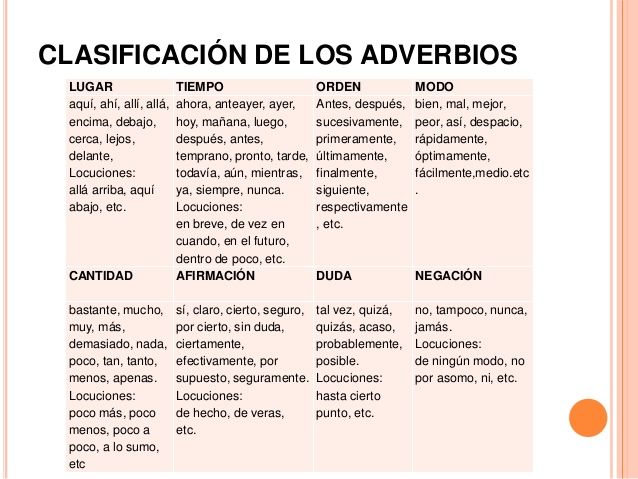 CLASIFICACIÓN DE LOS ADVERBIOS
LUGAR
aquí, ahí, allí, allá,
encima, debajo,
cerca, lejos,
delante,
Locuciones:
allá arriba, aquí
abajo, etc.
TIEMPO
ahora, anteayer, ayer,
hoy, mañana, luego,
después, antes,
temprano, pronto, tarde,
todavía, aún, mientras,
ya, siempre, nunca.
Locuciones:
en breve, de vez en
cuando, en el futuro,
dentro de poco, etc.
ORDEN
Antes, después,
sucesivamente,
primeramente,
últimamente,
finalmente,
siguiente,
respectivamente
, etc.
MODO
bien, mal, mejor,
peor, así, despacio,
rápidamente,
óptimamente,
fácilmente,medio.etc
.
CANTIDAD
bastante, mucho,
muy, más,
demasiado, nada,
poco, tan, tanto,
menos, apenas.
Locuciones:
poco más, poco
menos, poco a
poco, a lo sumo,
etc
AFIRMACIÓN
sí, claro, cierto, seguro,
por cierto, sin duda,
ciertamente,
efectivamente, por
supuesto, seguramente.
Locuciones:
de hecho, de veras,
etc.
DUDA
tal vez, quizá,
quizás, acaso,
probablemente,
posible.
Locuciones:
hasta cierto
punto, etc.
NEGACIÓN
no, tampoco, nunca,
jamás.
Locuciones:
de ningún modo, no
por asomo, ni, etc.